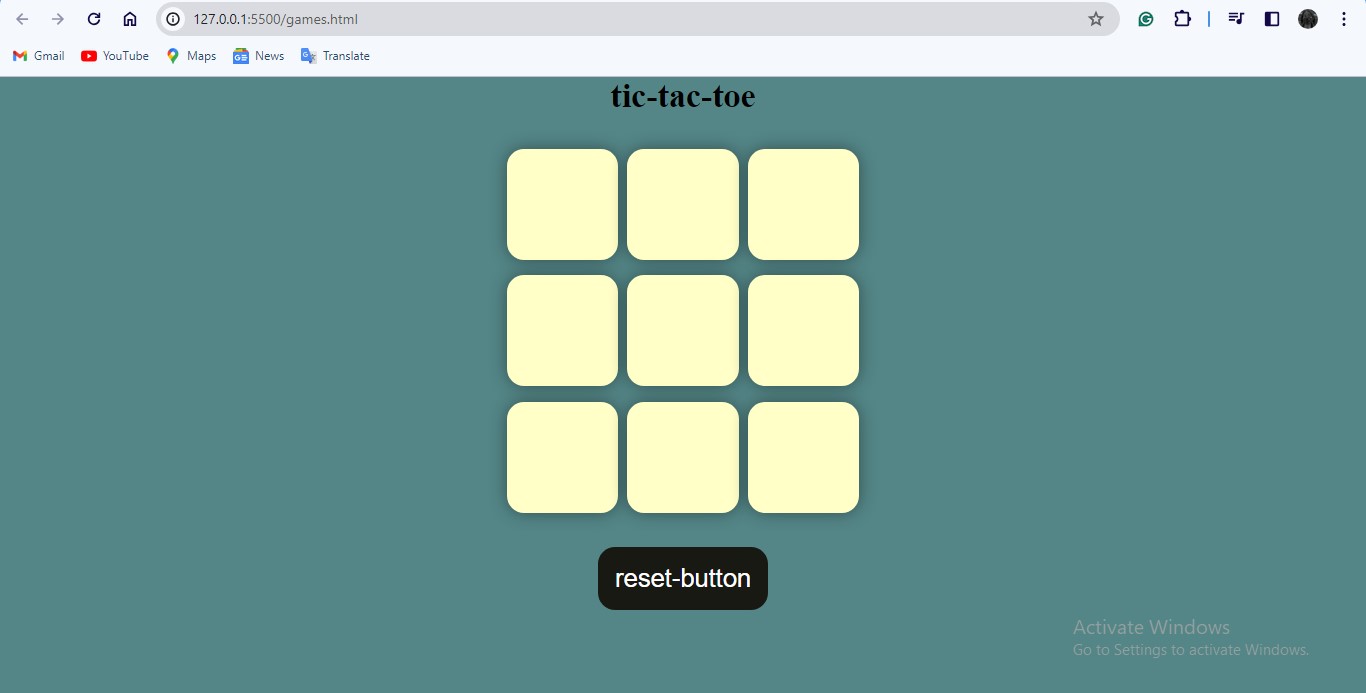 127.0.0.1:5500/games.html
Gmail YouTube Maps News Translate
tic-tac-toe
reset-button
Activate Windows
Go to Settings to activate Windows.